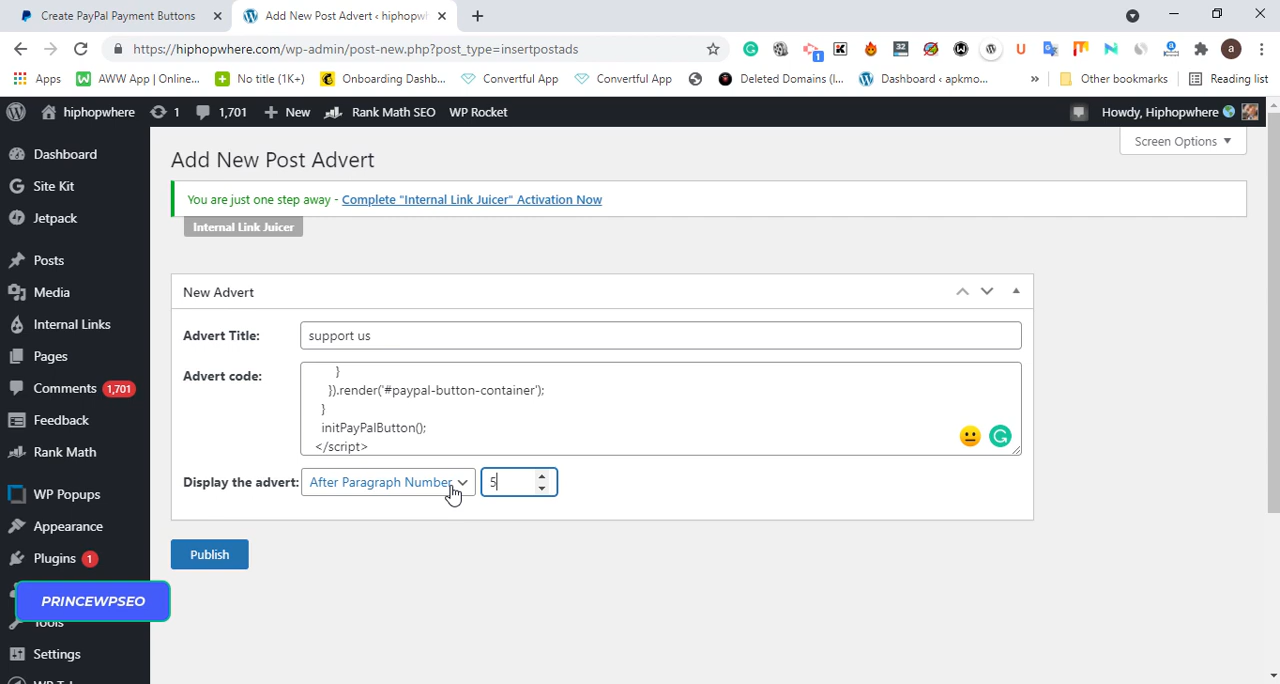 Create PayPal Payment Buttons
Add New Post Advert ‹ hiphopwh
https://hiphopwhere.com/wp-admin/post-new.php?post_type=insertpostads
Apps
AWW App | Online...
No title (1K+)
Onboarding Dashb...
Convertful App
Convertful App
Deleted Domains (I...
Dashboard ‹ apkmo...
»
Other bookmarks
Reading list
hiphopwhere
1
1,701
New
Rank Math SEO
WP Rocket
Howdy, Hiphopwhere
Dashboard
Site Kit
Jetpack
Posts
Media
Internal Links
Pages
Comments 1,701
Feedback
Rank Math
WP Popups
Appearance
Plugins 1
PRINCEWPSEO
Tools
Settings
Screen Options
Add New Post Advert
You are just one step away - Complete "Internal Link Juicer" Activation Now
Internal Link Juicer
New Advert
Advert Title:
support us
Advert code:
}
}).render('#paypal-button-container');
}
initPayPalButton();
</script>
Display the advert:
After Paragraph Number
5
Publish